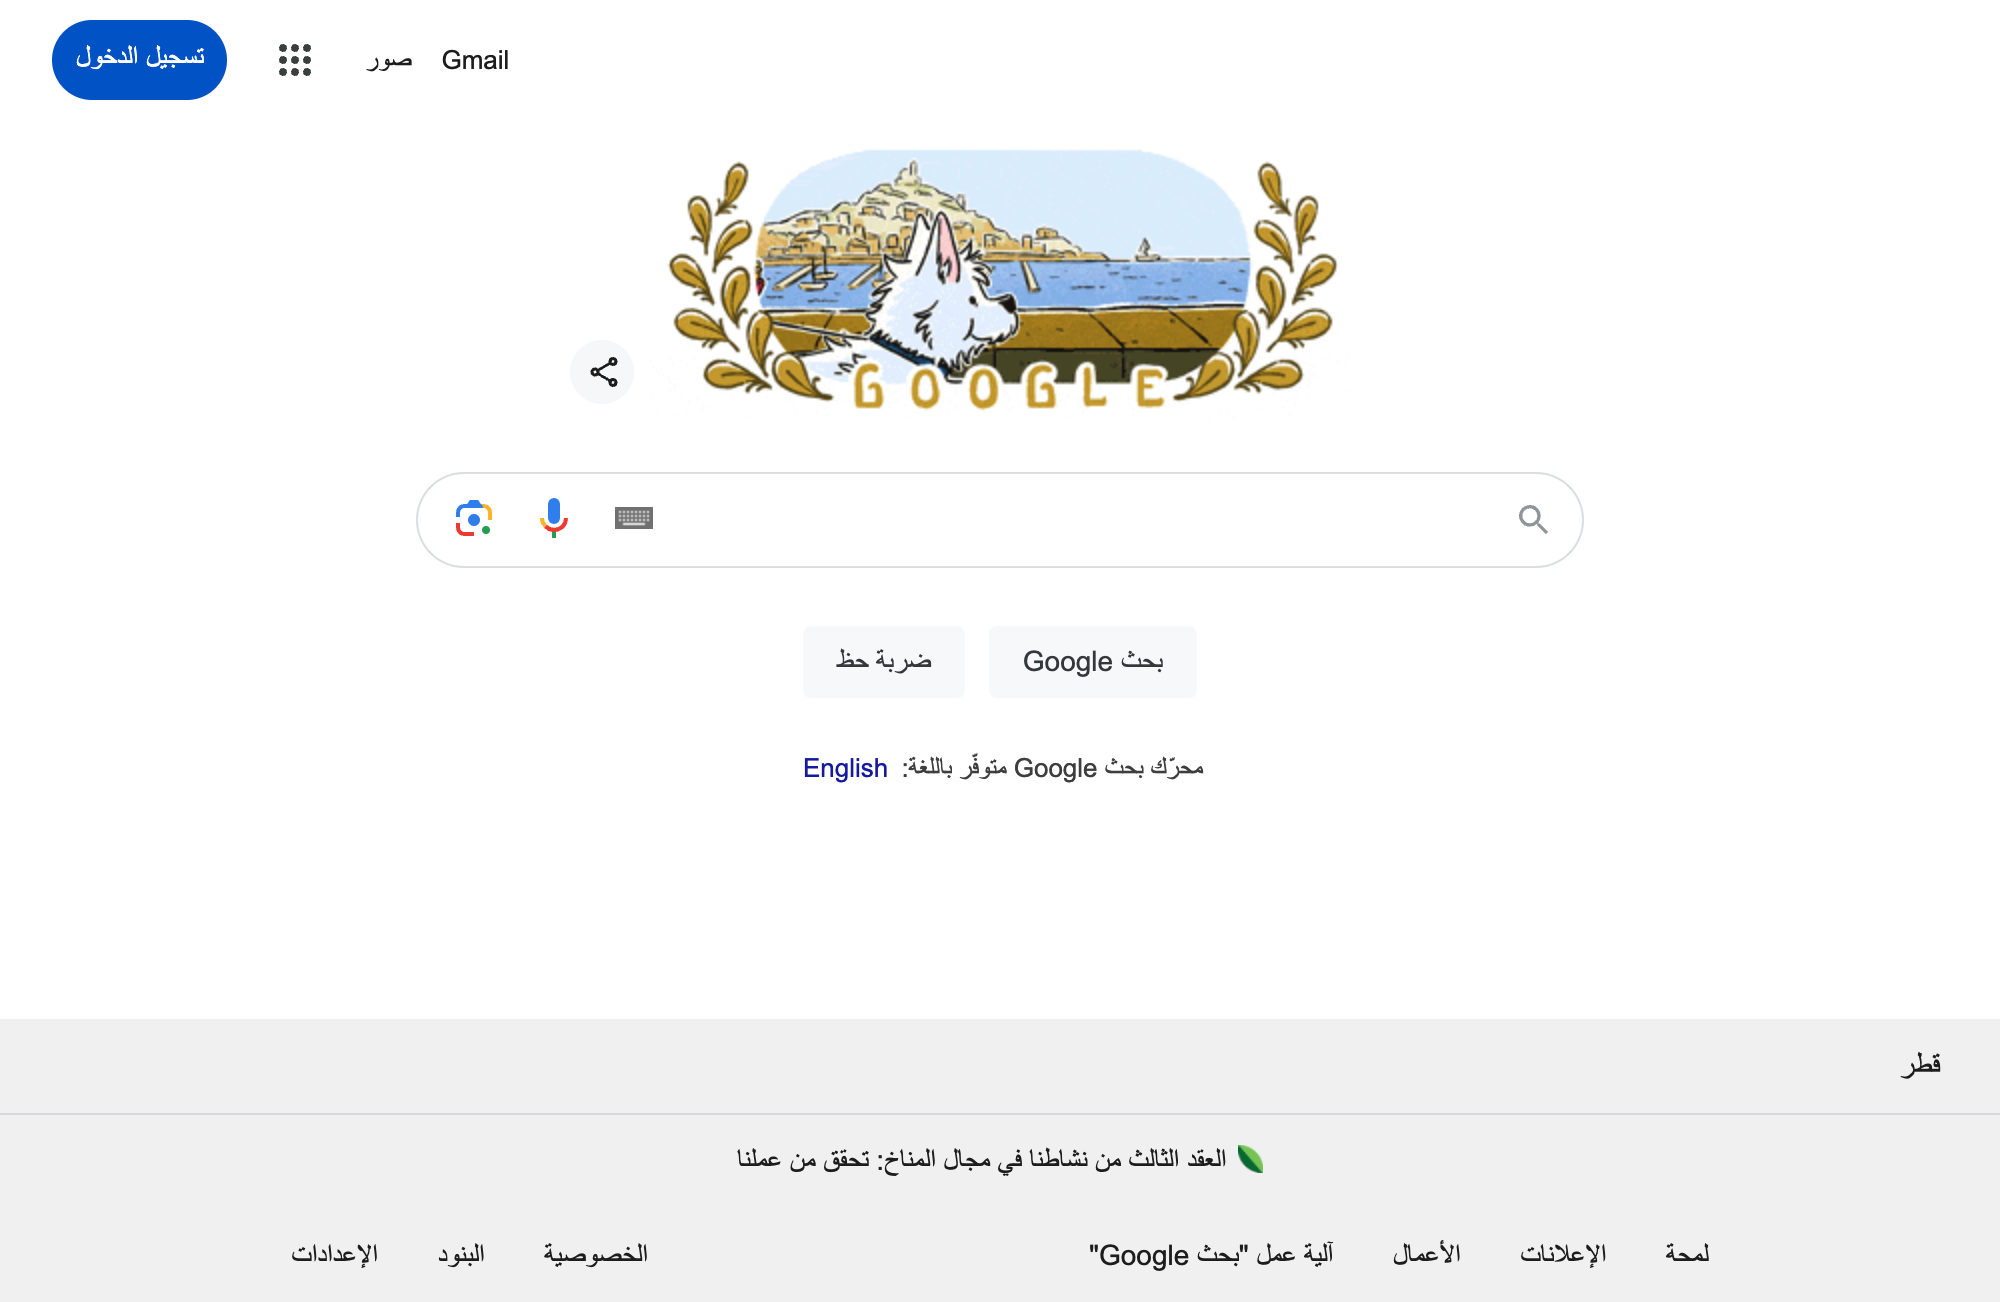 Gmail
صور
تسجيل الدخول
GOOGLE
بحث Google
ضربة حظ
محرّك بحث Google متوفّر باللغة: English
قطر
العقد الثالث من نشاطنا في مجال المناخ: تحقق من عملنا
لمحة
الإعلانات
الأعمال
آلية عمل "بحث Google"
الخصوصية
البنود
الإعدادات